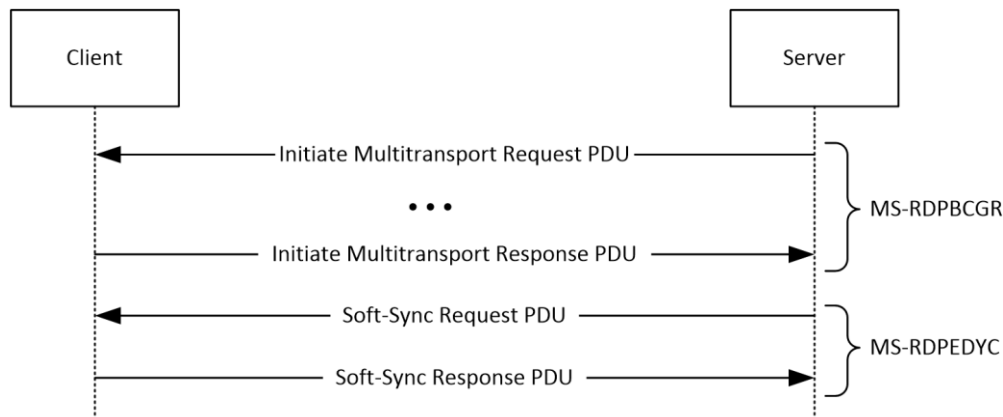 Client
Server
Initiate Multitransport Request PDU
MS-RDPBCGR
Initiate Multitransport Response PDU
Soft-Sync Request PDU
MS-RDPEDYC
Soft-Sync Response PDU